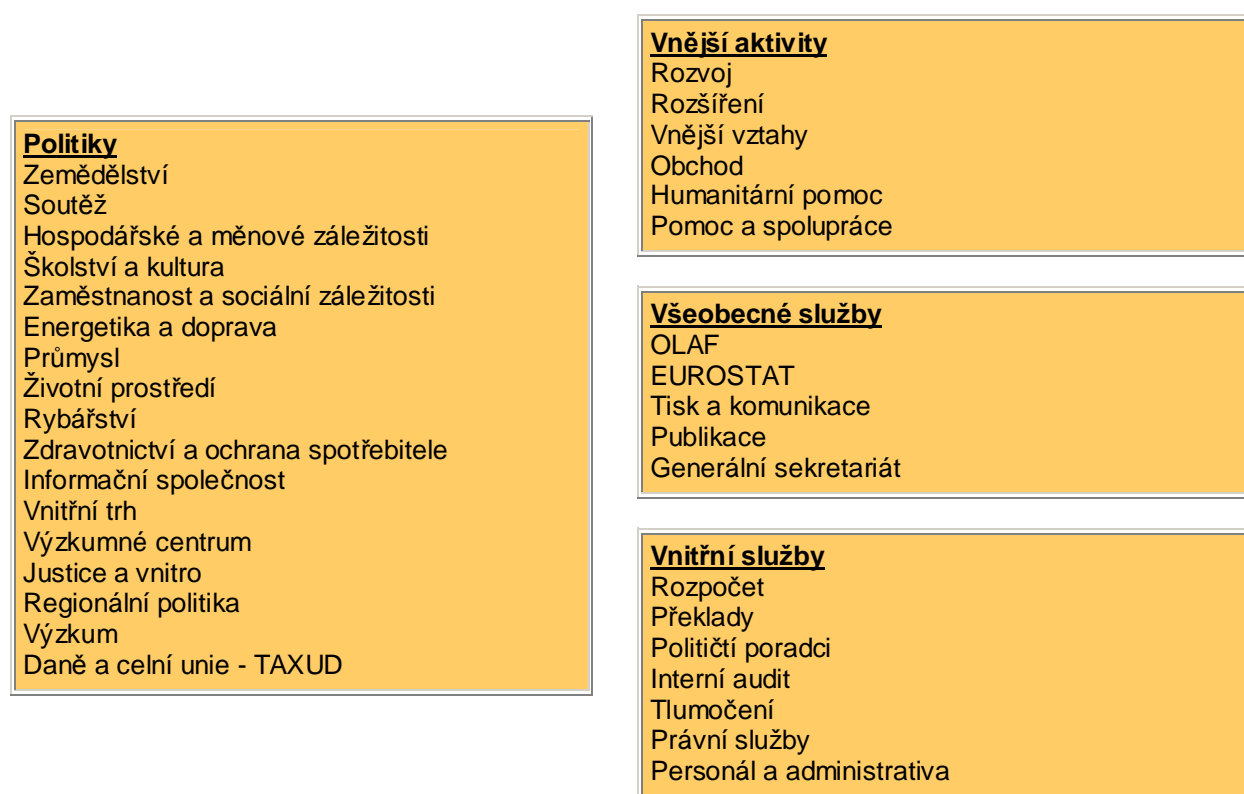 Politiky
Zemědělství
Soutěž
Hospodářské a měnové záležitosti
Školství a kultura
Zaměstnanost a sociální záležitosti
Energetika a doprava
Průmysl
Životní prostředí
Rybářství
Zdravotnictví a ochrana spotřebitele
Informační společnost
Vnitřní trh
Výzkumné centrum
Justice a vnitro
Regionální politika
Výzkum
Daně a celní unie - TAXUD
Vnější aktivity
Rozvoj
Rozšíření
Vnější vztahy
Obchod
Humanitární pomoc
Pomoc a spolupráce
Všeobecné služby
OLAF
EUROSTAT
Tisk a komunikace
Publikace
Generální sekretariát
Vnitřní služby
Rozpočet
Překlady
Političtí poradci
Interní audit
Tlumočení
Právní služby
Personál a administrativa